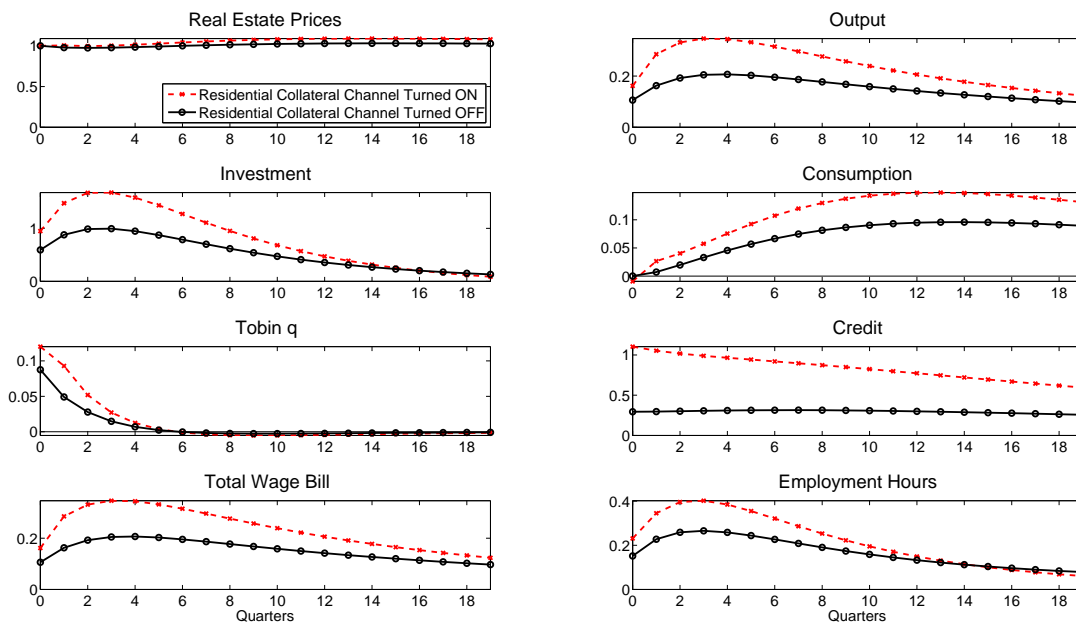 Real Estate Prices
1
0.5
1
0 2 4 6 8 10 12 14 16 18
Residential Collateral Channel Turned ON
Residential Collateral Channel Turned OFF
Output
0.2
0
0 2 4 6 8 10 12 14 16 18
Investment
1
0
0 2 4 6 8 10 12 14 16 18
Consumption
0.1
0.05
0
0 2 4 6 8 10 12 14 16 18
Tobin q
0.1
0.05
0
0 2 4 6 8 10 12 14 16 18
Credit
1
0.5
0
0 2 4 6 8 10 12 14 16 18
Total Wage Bill
0.2
0
0 2 4 6 8 10 12 14 16 18
Quarters
Employment Hours
0.4
0.2
0
0 2 4 6 8 10 12 14 16 18
Quarters